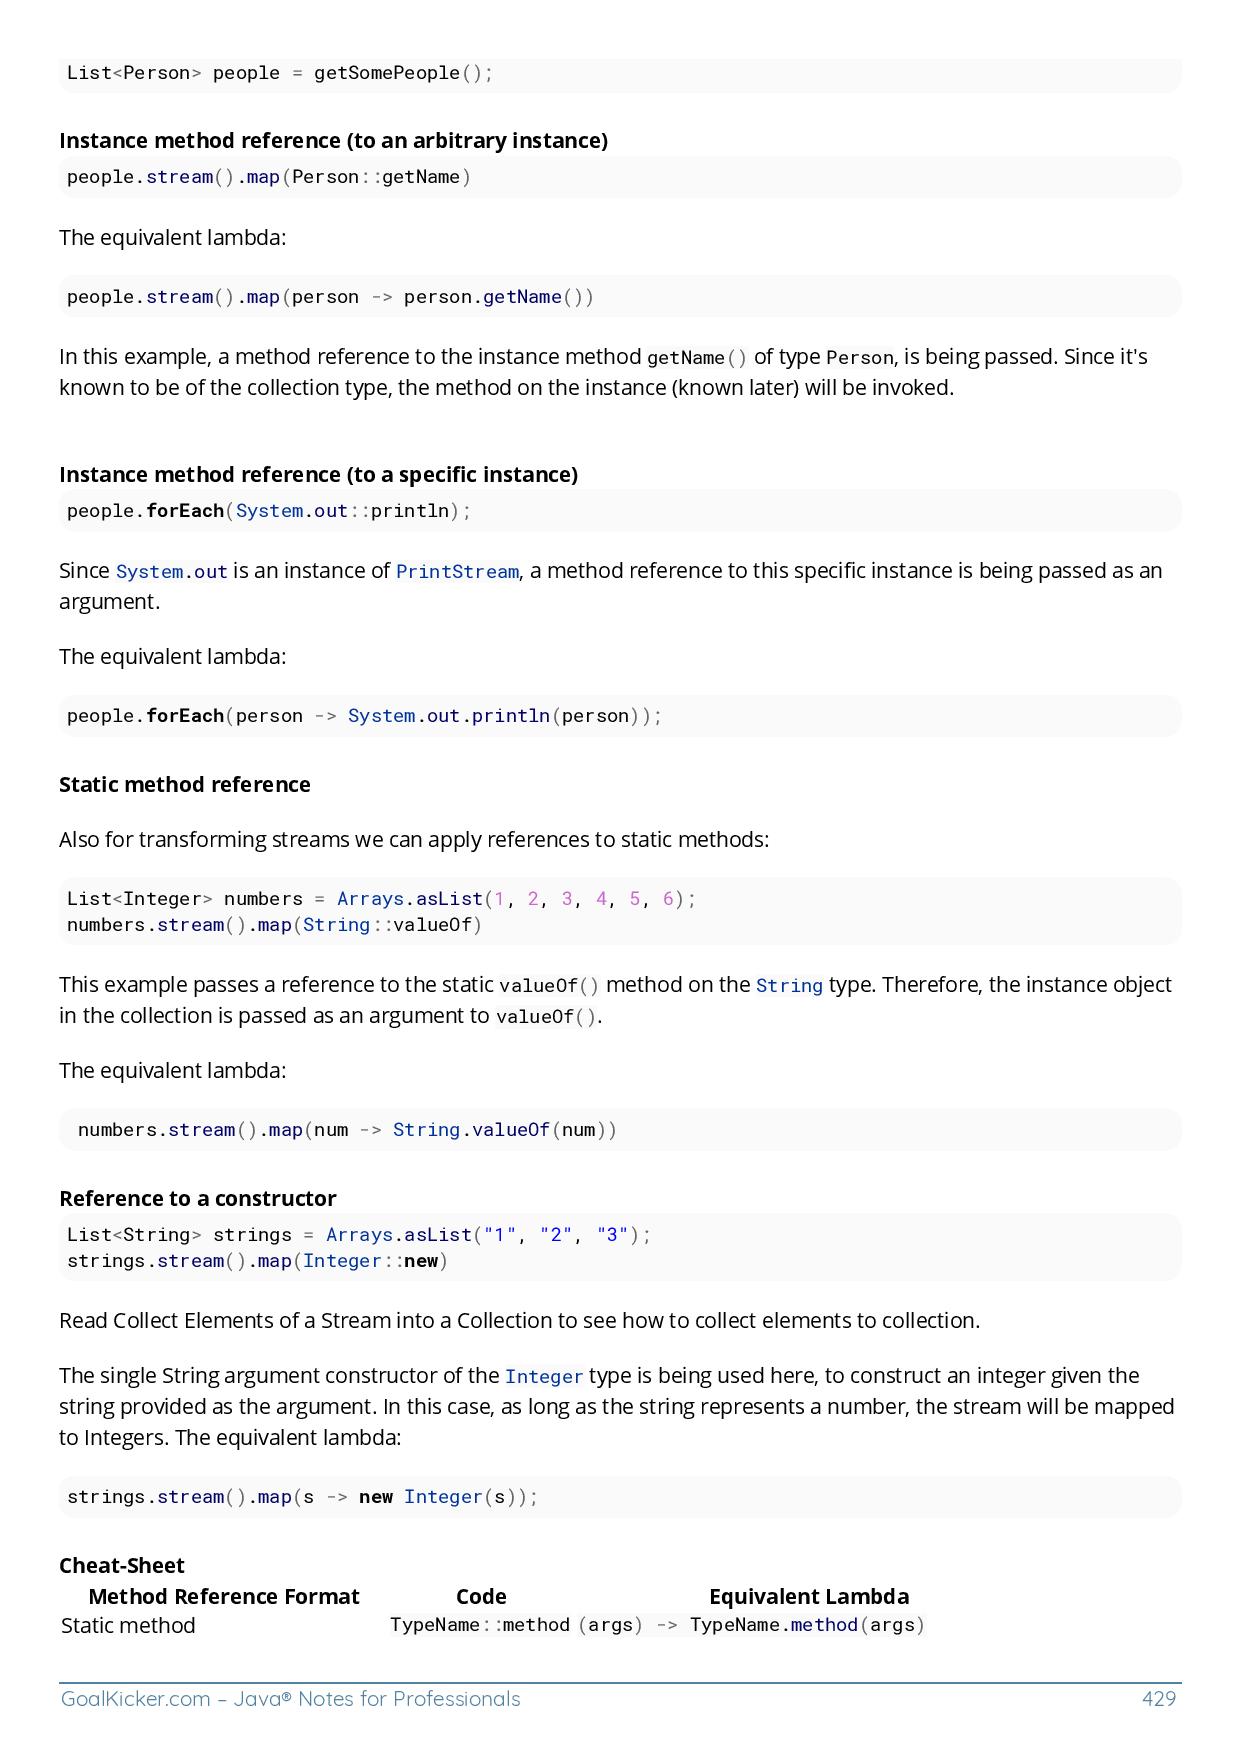 List<Person> people = getSomePeople();
Instance method reference (to an arbitrary instance)
people.stream().map(Person::getName)
The equivalent lambda:
people.stream().map(person -> person.getName())
In this example, a method reference to the instance method getName() of type Person, is being passed. Since it's
known to be of the collection type, the method on the instance (known later) will be invoked.
Instance method reference (to a specific instance)
people.forEach(System.out::println);
Since System.out is an instance of PrintStream, a method reference to this specific instance is being passed as an
argument.
The equivalent lambda:
people.forEach(person -> System.out.println(person));
Static method reference
Also for transforming streams we can apply references to static methods:
List<Integer> numbers = Arrays.asList(1, 2, 3, 4, 5, 6);
numbers.stream().map(String::valueOf)
This example passes a reference to the static valueOf() method on the String type. Therefore, the instance object
in the collection is passed as an argument to valueOf().
The equivalent lambda:
numbers.stream().map(num -> String.valueOf(num))
Reference to a constructor
List<String> strings = Arrays.asList("1", "2", "3");
strings.stream().map(Integer::new)
Read Collect Elements of a Stream into a Collection to see how to collect elements to collection.
The single String argument constructor of the Integer type is being used here, to construct an integer given the
string provided as the argument. In this case, as long as the string represents a number, the stream will be mapped
to Integers. The equivalent lambda:
strings.stream().map(s -> new Integer(s));
Cheat-Sheet
Method Reference Format Code Equivalent Lambda
Static method TypeName::method (args) -> TypeName.method(args)
GoalKicker.com – Java® Notes for Professionals 429